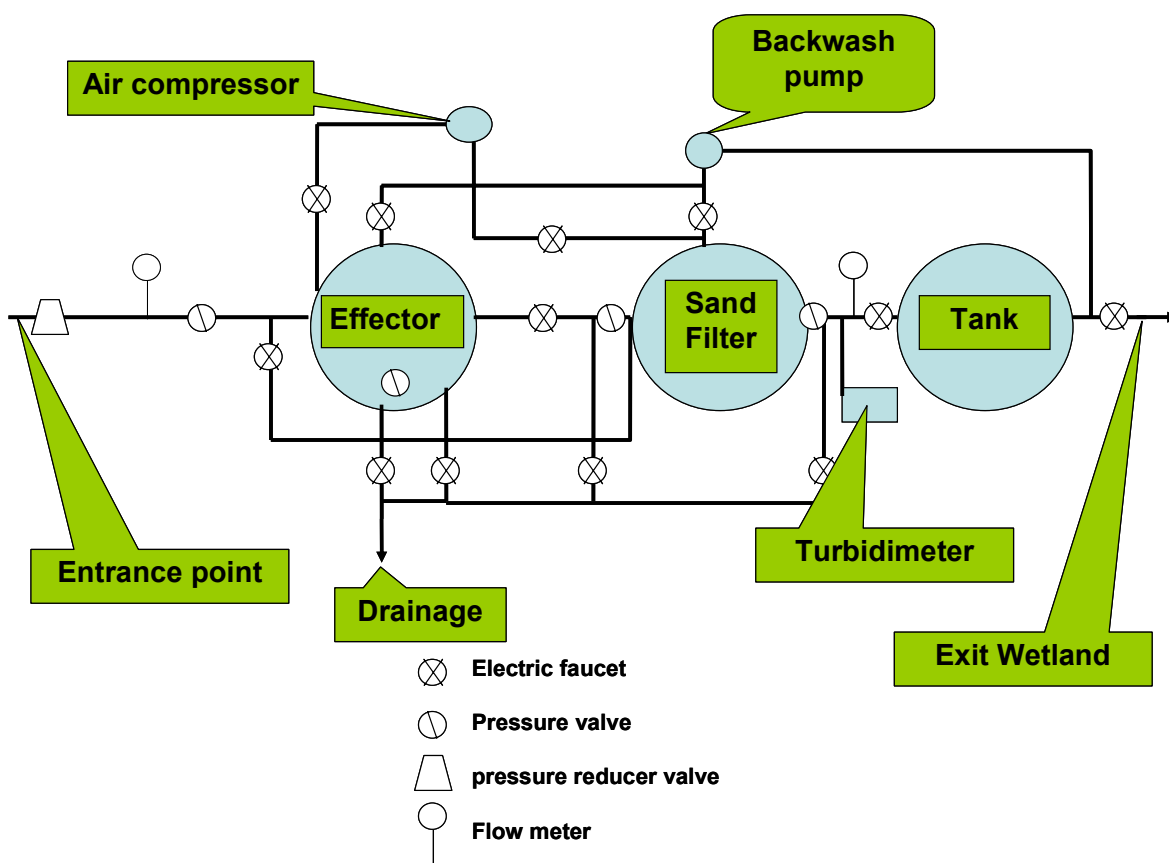 Backwash
pump
Air compressor
Effector
Sand
Filter
Tank
Entrance point
Turbidimeter
Drainage
Exit Wetland
Electric faucet
Pressure valve
pressure reducer valve
Flow meter